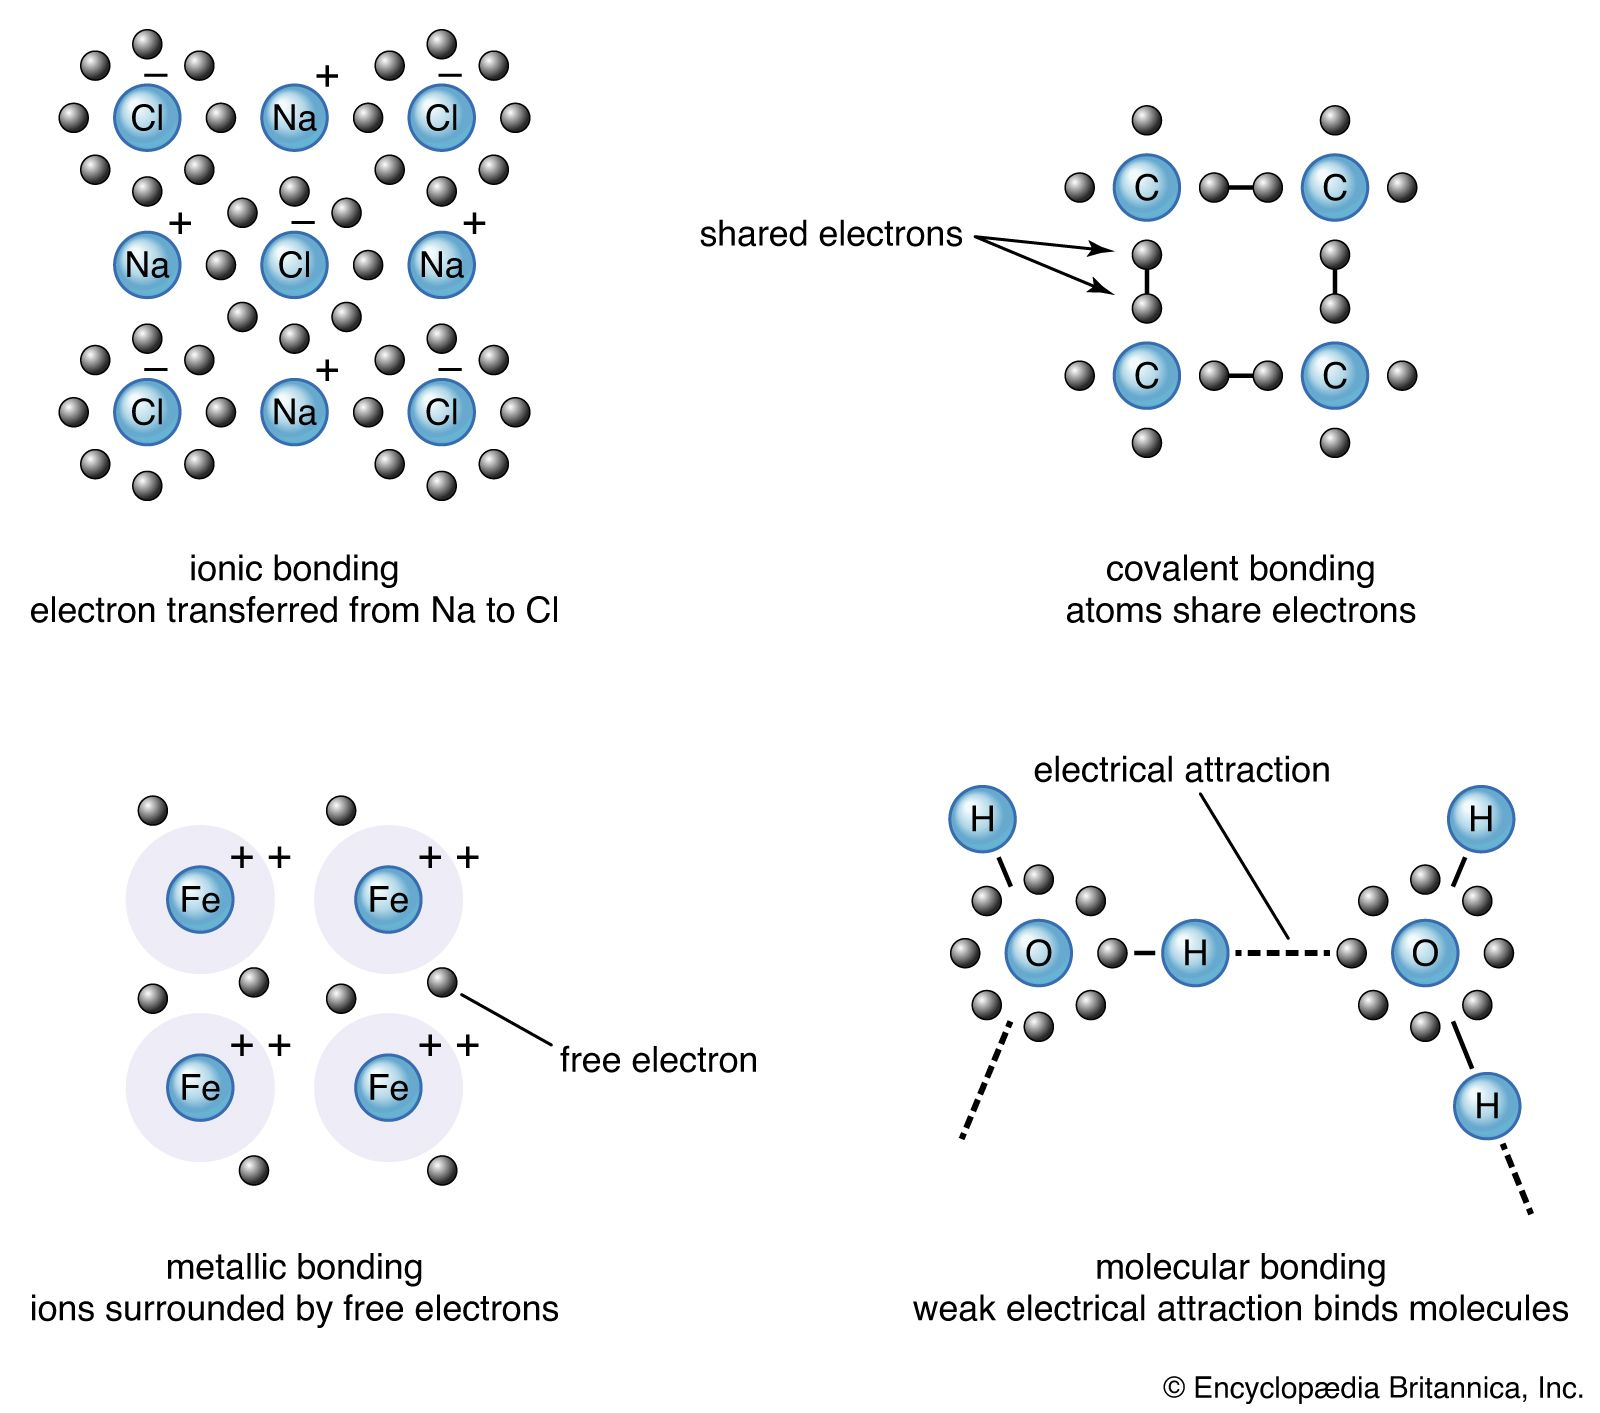 Cl − Na + Cl −
Na + Cl − Na +
Cl − Na + Cl −
ionic bonding
electron transferred from Na to Cl
C C
shared electrons
C C
covalent bonding
atoms share electrons
Fe + + Fe + +
Fe + + Fe + +
free electron
metallic bonding
ions surrounded by free electrons
electrical attraction
H H
O H O
H
molecular bonding
weak electrical attraction binds molecules
© Encyclopædia Britannica, Inc.